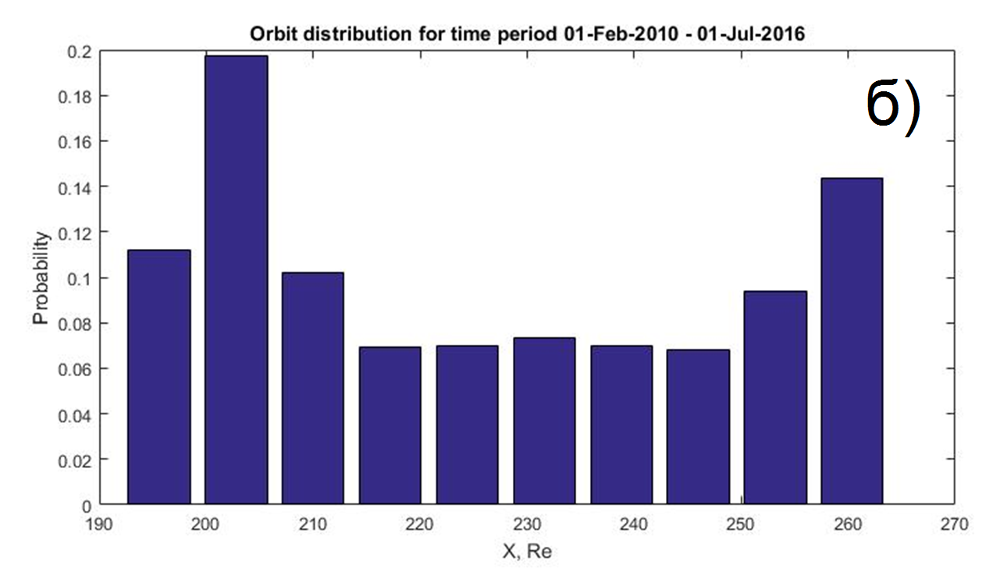 Orbit distribution for time period 01-Feb-2010 - 01-Jul-2016
б)
0.2
0.18
0.16
0.14
0.12
0.1
0.08
0.06
0.04
0.02
0
Probability
190 200 210 220 230 240 250 260 270
X, Re